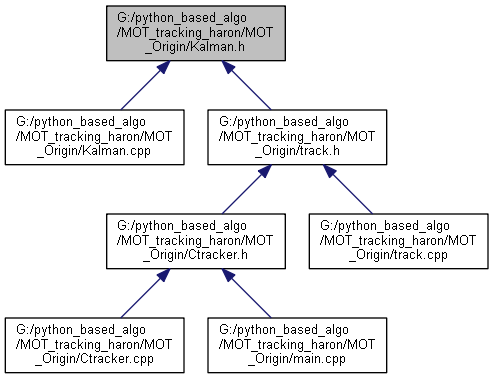 G:/python_based_algo
/MOT_tracking_haron/MOT
_Origin/Kalman.h
G:/python_based_algo
/MOT_tracking_haron/MOT
_Origin/Kalman.cpp
G:/python_based_algo
/MOT_tracking_haron/MOT
_Origin/track.h
G:/python_based_algo
/MOT_tracking_haron/MOT
_Origin/Ctracker.h
G:/python_based_algo
/MOT_tracking_haron/MOT
_Origin/track.cpp
G:/python_based_algo
/MOT_tracking_haron/MOT
_Origin/Ctracker.cpp
G:/python_based_algo
/MOT_tracking_haron/MOT
_Origin/main.cpp